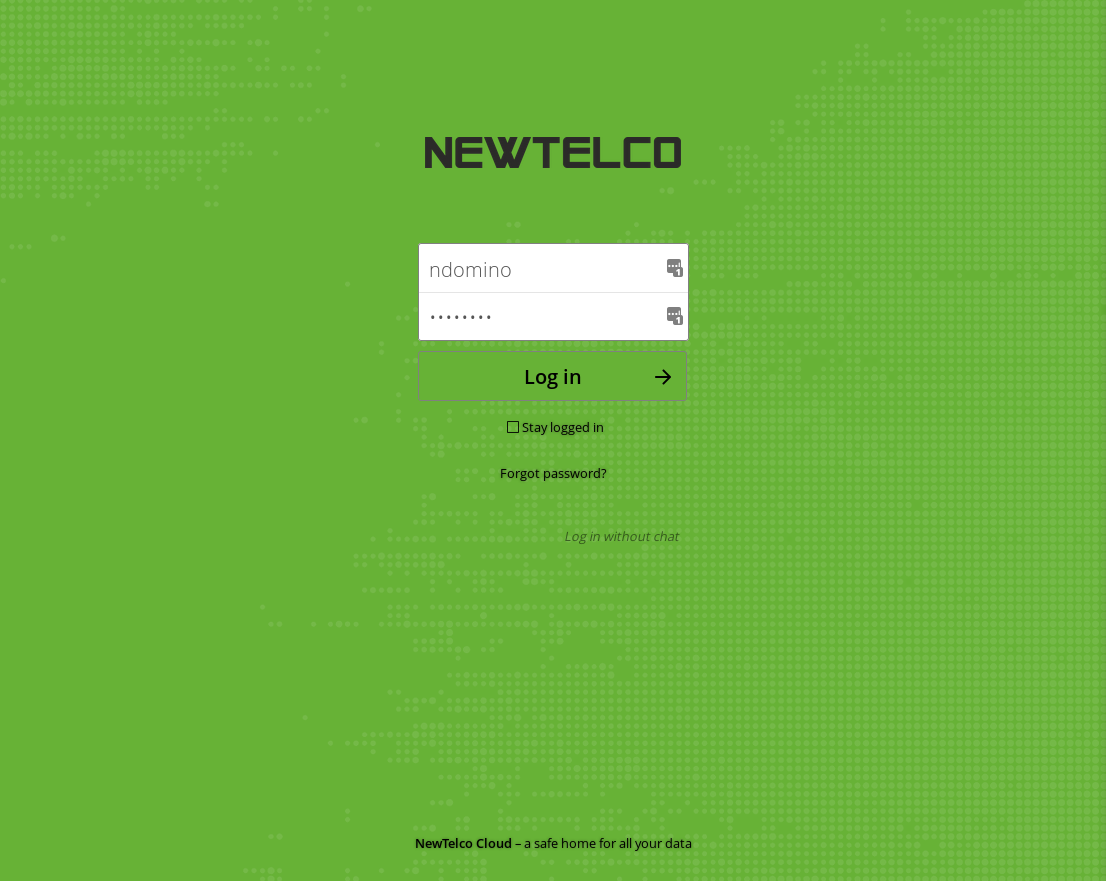 NEWTELCO
ndomino
••••••••
Log in
Stay logged in
Forgot password?
Log in without chat
NewTelco Cloud – a safe home for all your data